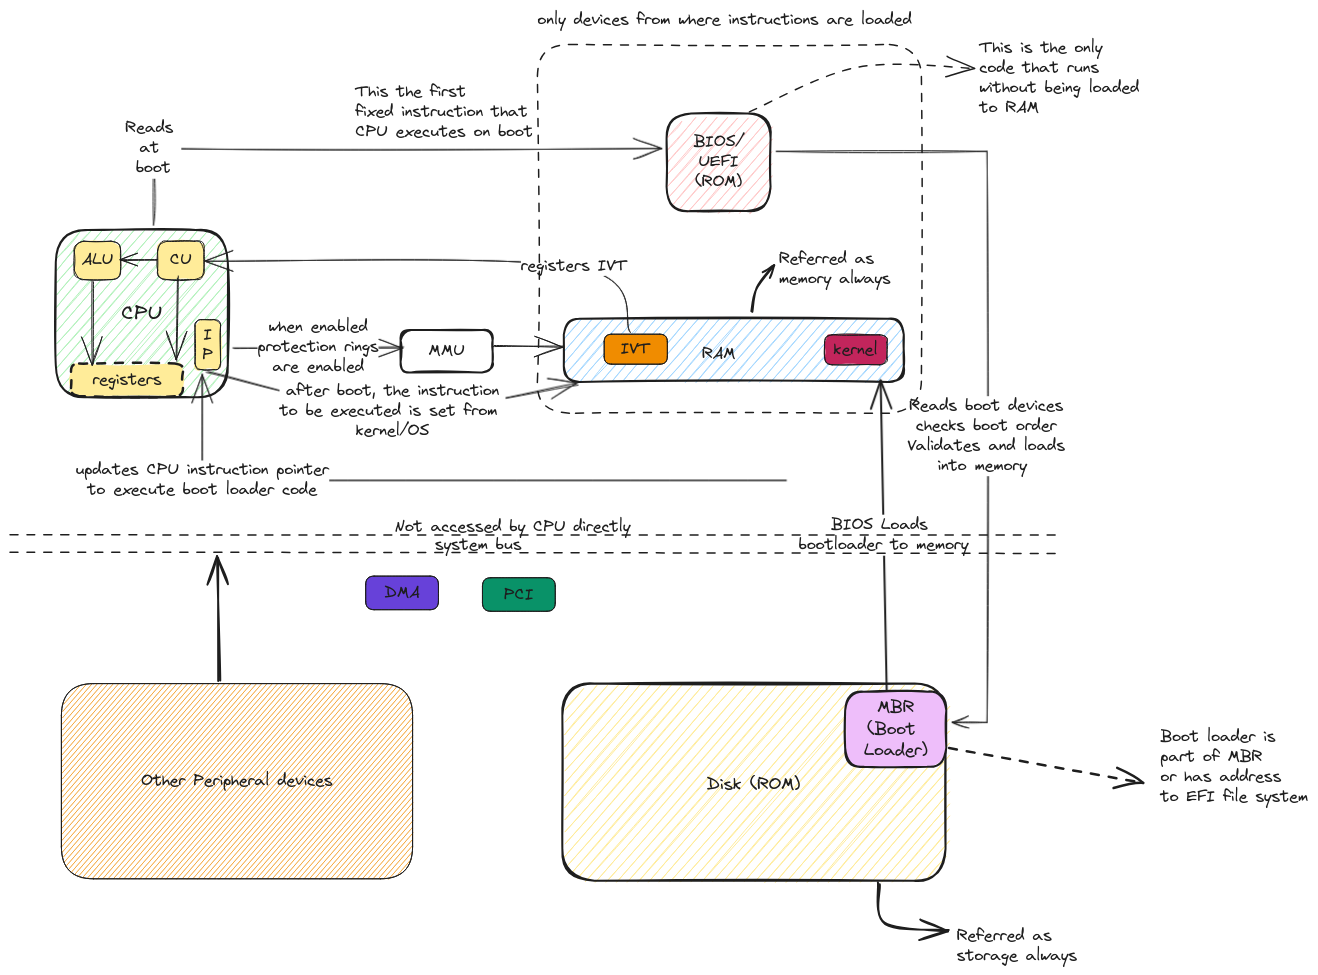 only devices from where instructions are loaded
This is the only
code that runs
without being loaded
to RAM
This the first
fixed instruction that
CPU executes on boot
Reads
at
boot
BIOS/
UEFI
(ROM)
ALU
CU
CPU
I
P
registers
registers IVT
Referred as
memory always
when enabled
protection rings
are enabled
MMU
IVT
RAM
kernel
after boot, the instruction
to be executed is set from
kernel/OS
Reads boot devices
checks boot order
Validates and loads
into memory
updates CPU instruction pointer
to execute boot loader code
Not accessed by CPU directly
system bus
BIOS Loads
bootloader to memory
DMA
PCI
Other Peripheral devices
MBR
(Boot
Loader)
Disk (ROM)
Boot loader is
part of MBR
or has address
to EFI file system
Referred as
storage always